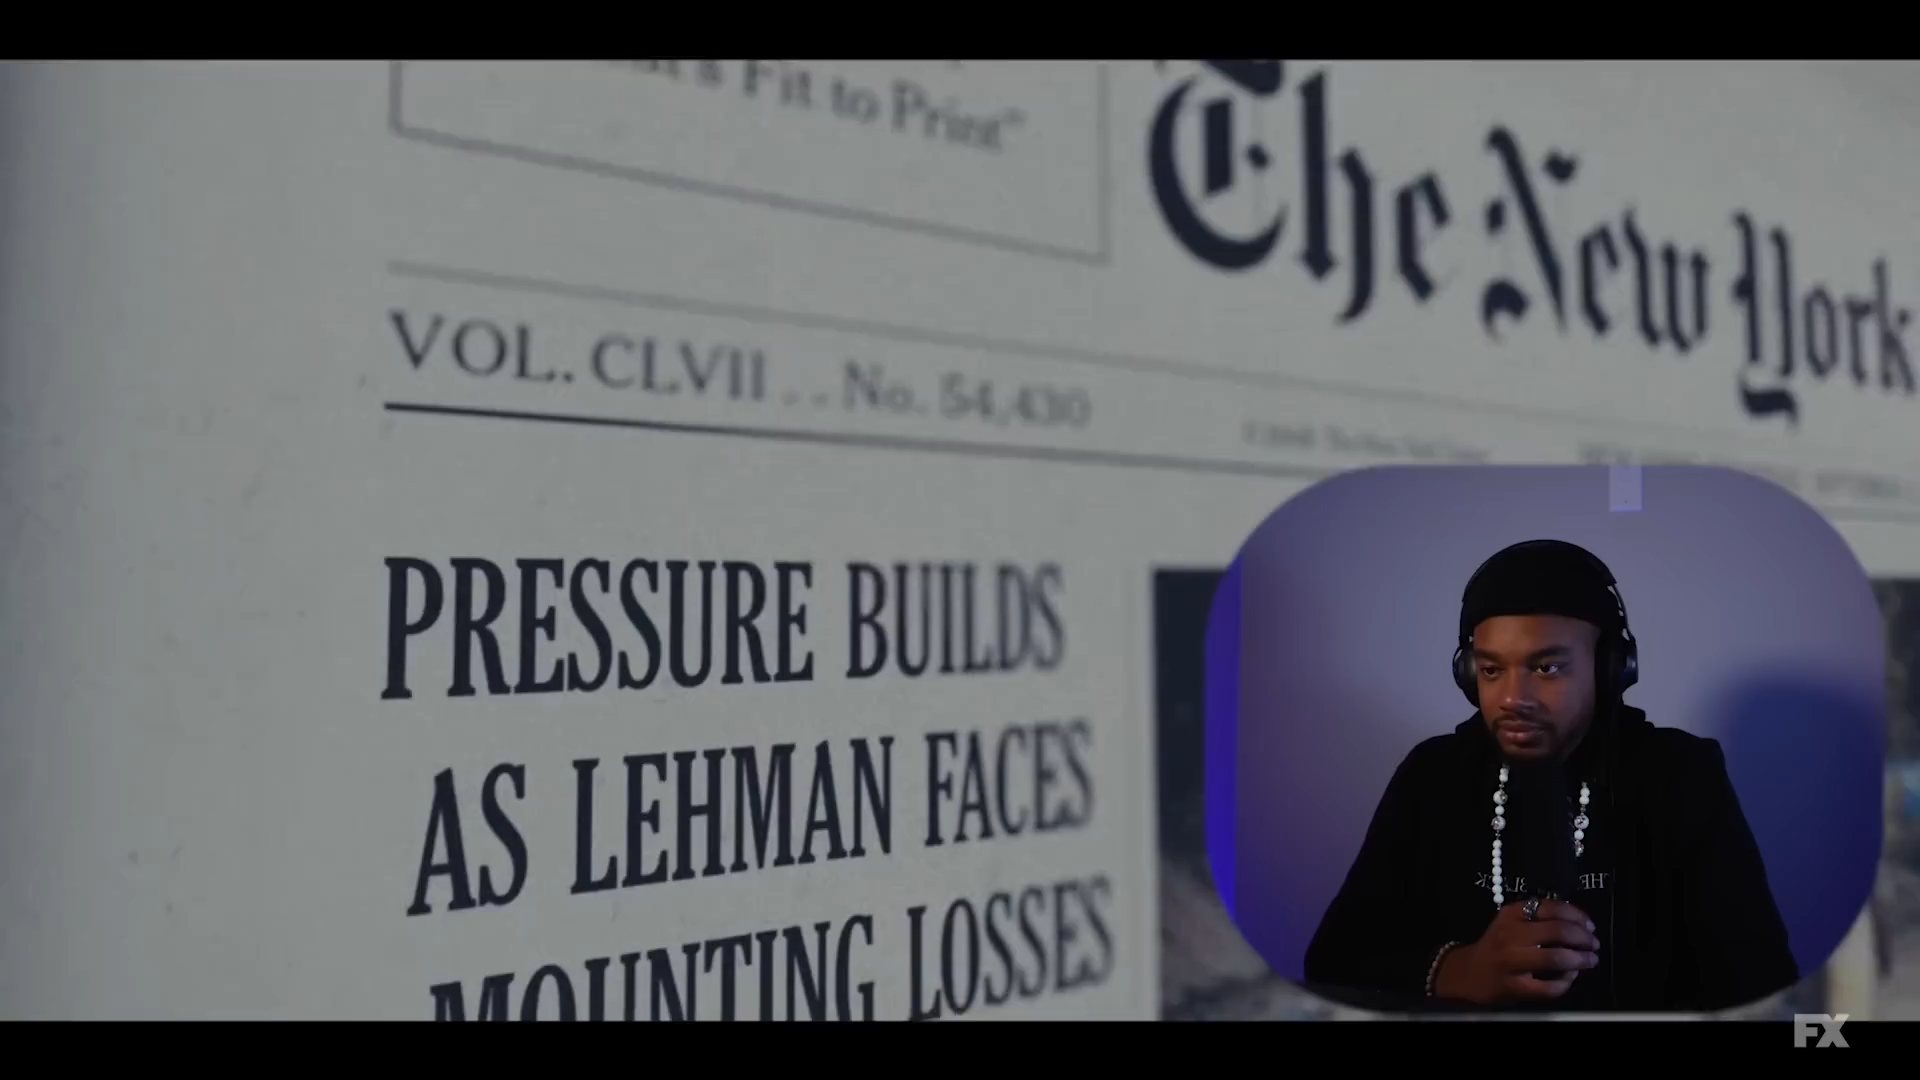 Fit to Print"
The New York
VOL. CLVII .. No. 54,430
PRESSURE BUILDS
AS LEHMAN FACES
MOUNTING LOSSES
FX